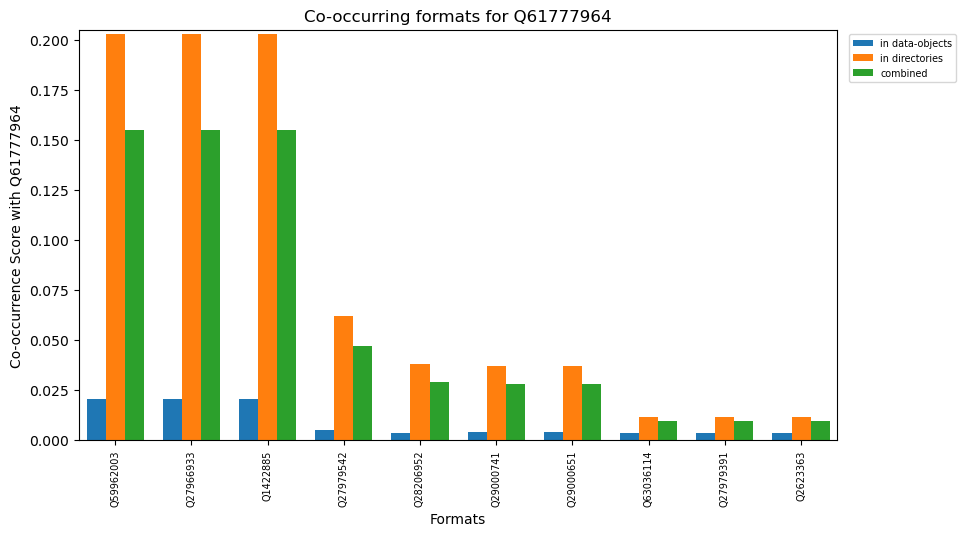 Co-occurring formats for Q61777964
in data-objects
in directories
combined
Co-occurrence Score with Q61777964
0.200
0.175
0.150
0.125
0.100
0.075
0.050
0.025
0.000
Q59962003
Q27966933
Q1422885
Q27979542
Q28206952
Q29000741
Q29000651
Q63036114
Q27979391
Q2623363
Formats